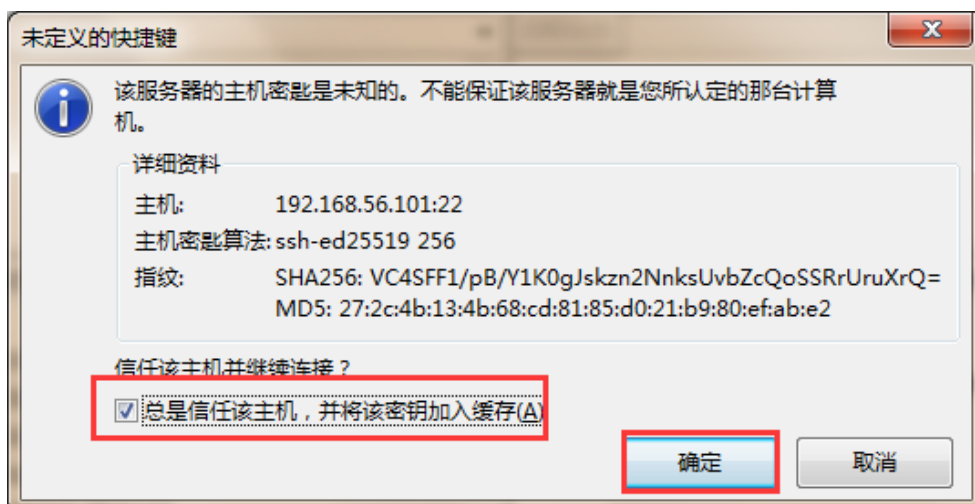 未定义的快捷键
该服务器的主机密匙是未知的。不能保证该服务器就是您所认定的那台计算
机。
详细资料
主机: 192.168.56.101:22
主机密匙算法: ssh-ed25519 256
指纹: SHA256: VC4SFF1/pB/Y1K0gJskzn2NnksUvbZcQoSSRrUruXrQ=
MD5: 27:2c:4b:13:4b:68:cd:81:85:d0:21:b9:80:ef:ab:e2
信任该主机并继续连接？
总是信任该主机，并将该密钥加入缓存(A)
确定
取消